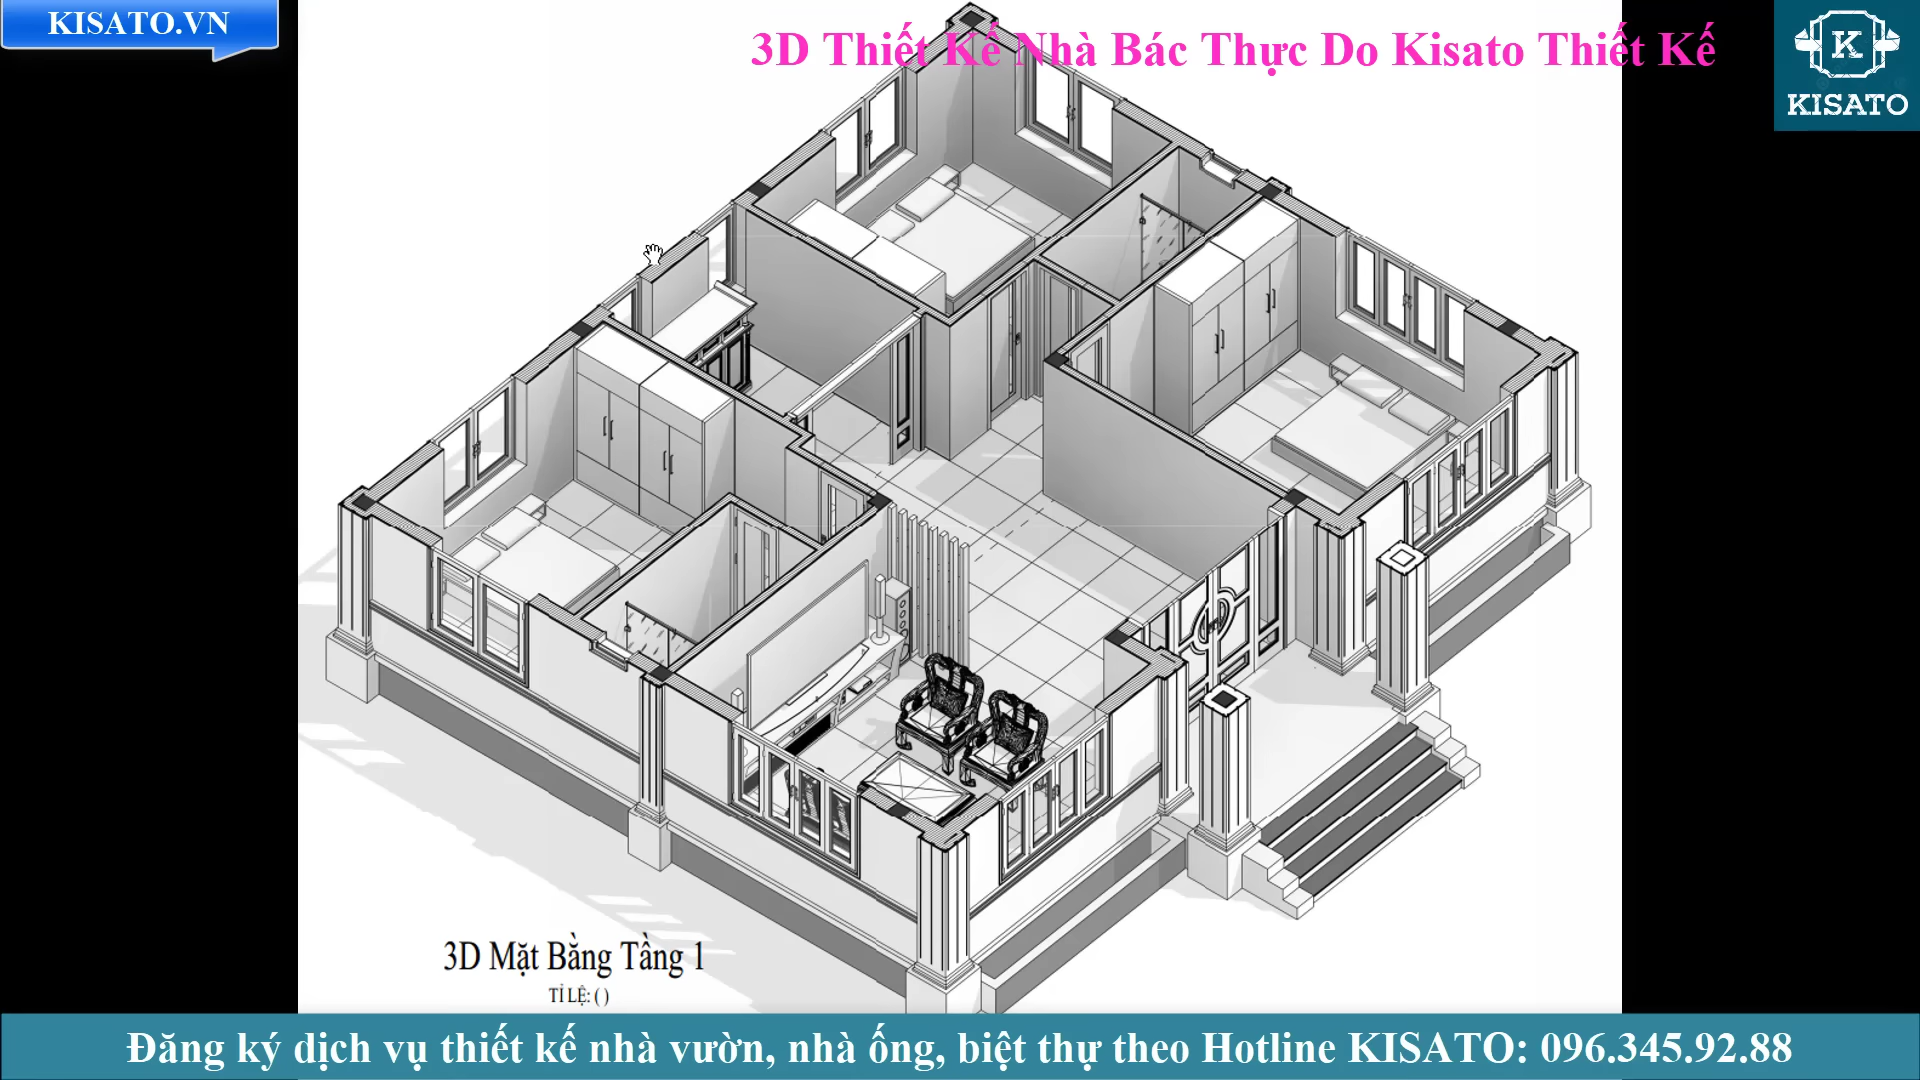 KISATO.VN
3D Thiết Kế Nhà Bác Thực Do Kisato Thiết Kế
K
KISATO
3D Mặt Bằng Tầng 1
TỈ LỆ: ( )
Đăng ký dịch vụ thiết kế nhà vườn, nhà ống, biệt thự theo Hotline KISATO: 096.345.92.88